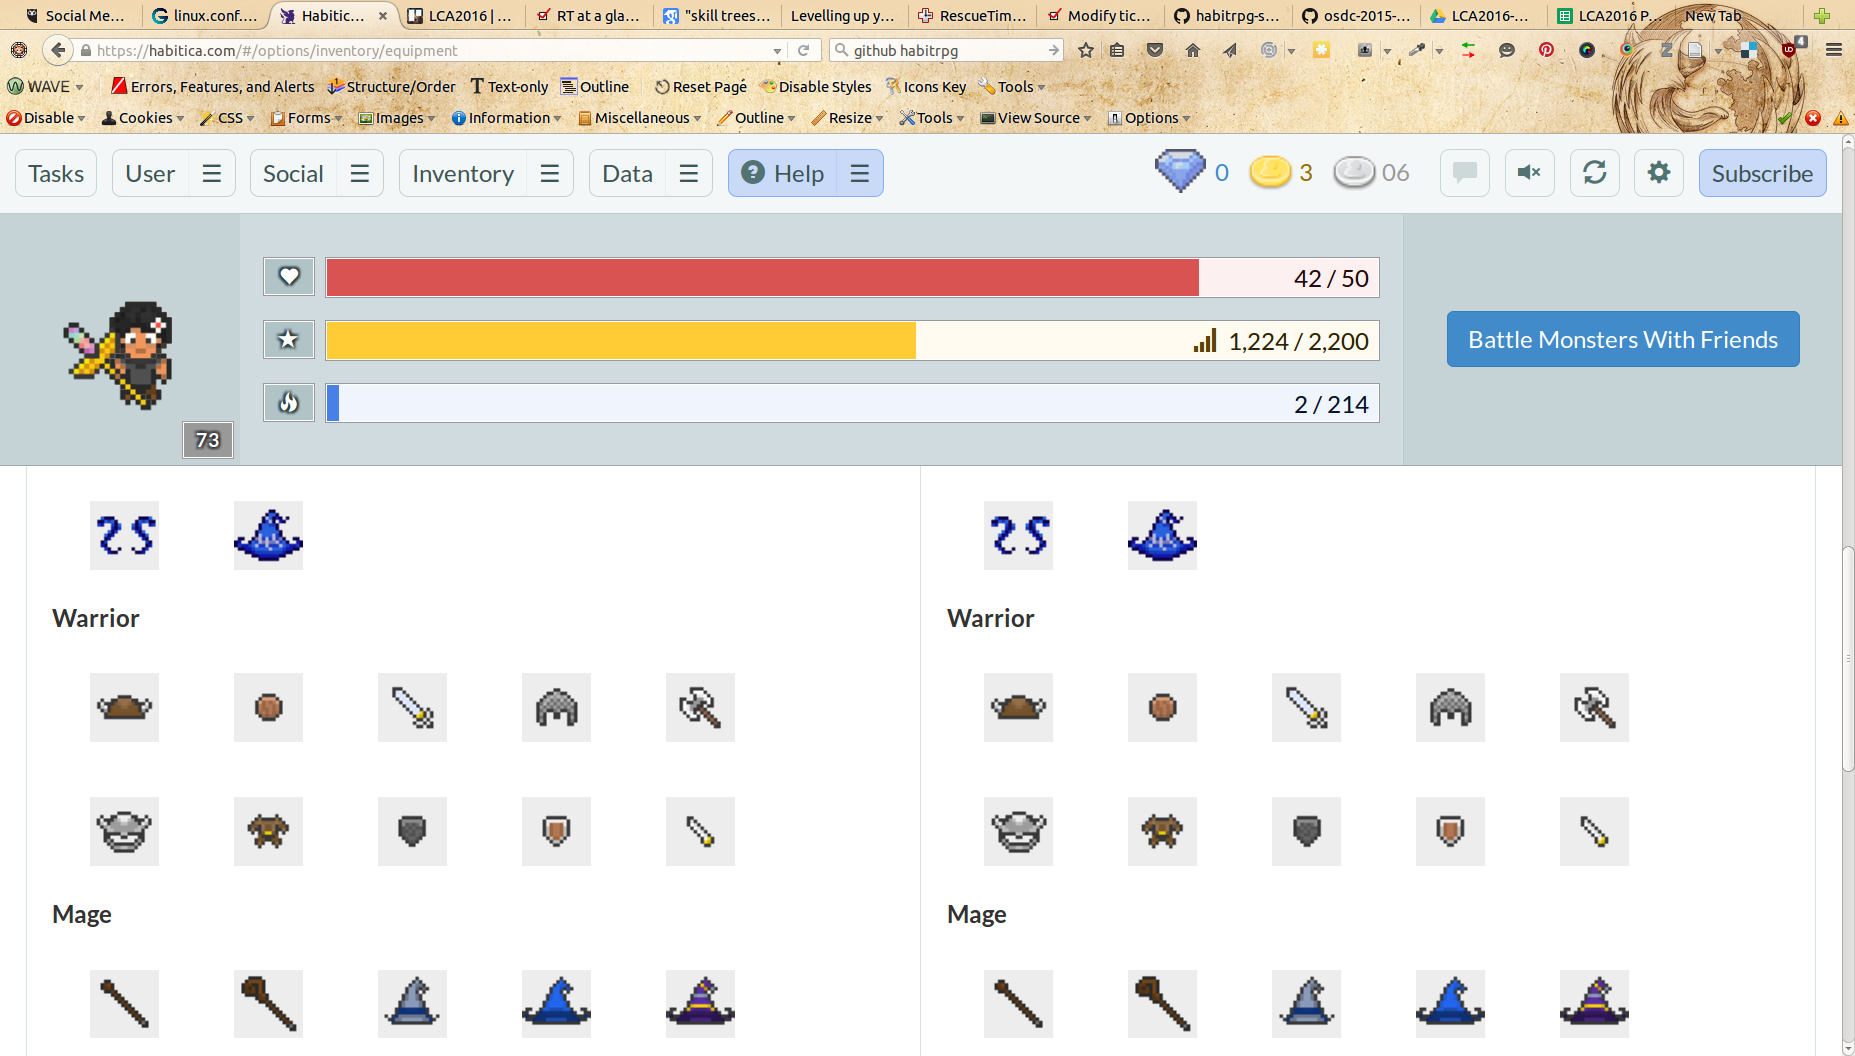 Social Me... linux.conf.... Habitic... LCA2016 | ... RT at a gla... "skill trees... Levelling up y... RescueTim... Modify tic... habitrpg-s... osdc-2015-... LCA2016-... LCA2016 P... New Tab
https://habitica.com/#/options/inventory/equipment github habitrpg 4
WAVE Errors, Features, and Alerts Structure/Order Text-only Outline Reset Page Disable Styles Icons Key Tools
Disable Cookies CSS Forms Images Information Miscellaneous Outline Resize Tools View Source Options
Tasks User Social Inventory Data Help 0 3 06 Subscribe
42 / 50
1,224 / 2,200
Battle Monsters With Friends
2 / 214
73
Warrior Warrior
Mage Mage